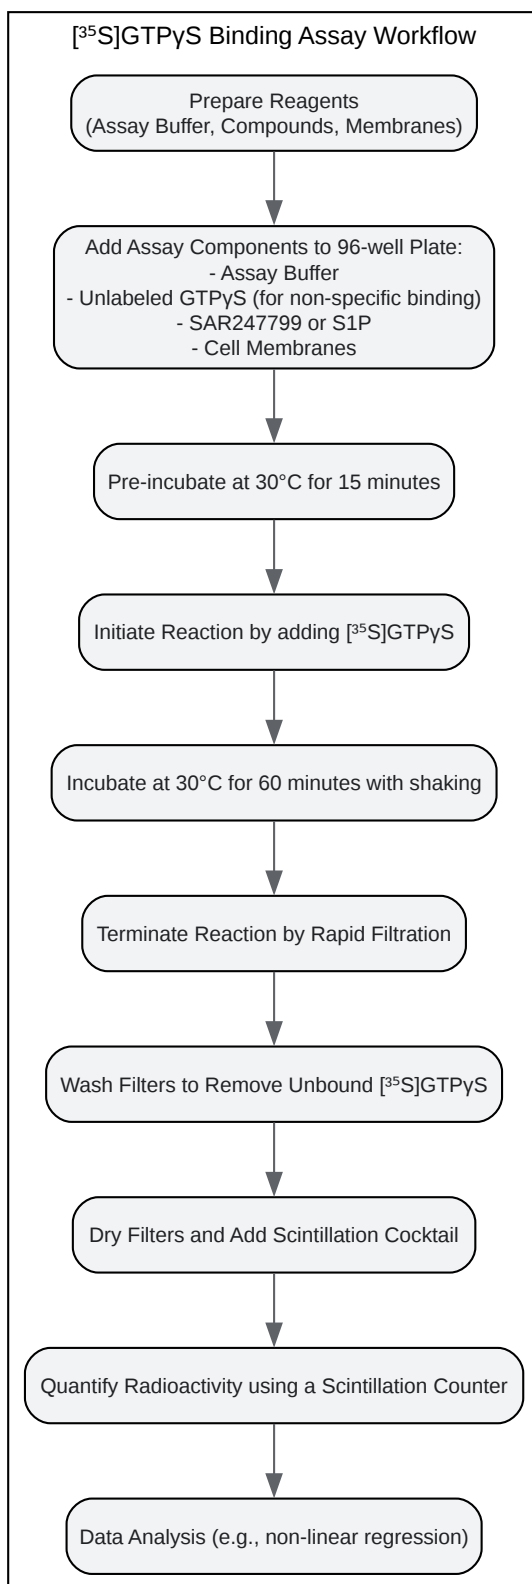 [³⁵S]GTPγS Binding Assay Workflow
Prepare Reagents
(Assay Buffer, Compounds, Membranes)
Add Assay Components to 96-well Plate:
- Assay Buffer
- Unlabeled GTPγS (for non-specific binding)
- SAR247799 or S1P
- Cell Membranes
Pre-incubate at 30°C for 15 minutes
Initiate Reaction by adding [³⁵S]GTPγS
Incubate at 30°C for 60 minutes with shaking
Terminate Reaction by Rapid Filtration
Wash Filters to Remove Unbound [³⁵S]GTPγS
Dry Filters and Add Scintillation Cocktail
Quantify Radioactivity using a Scintillation Counter
Data Analysis (e.g., non-linear regression)